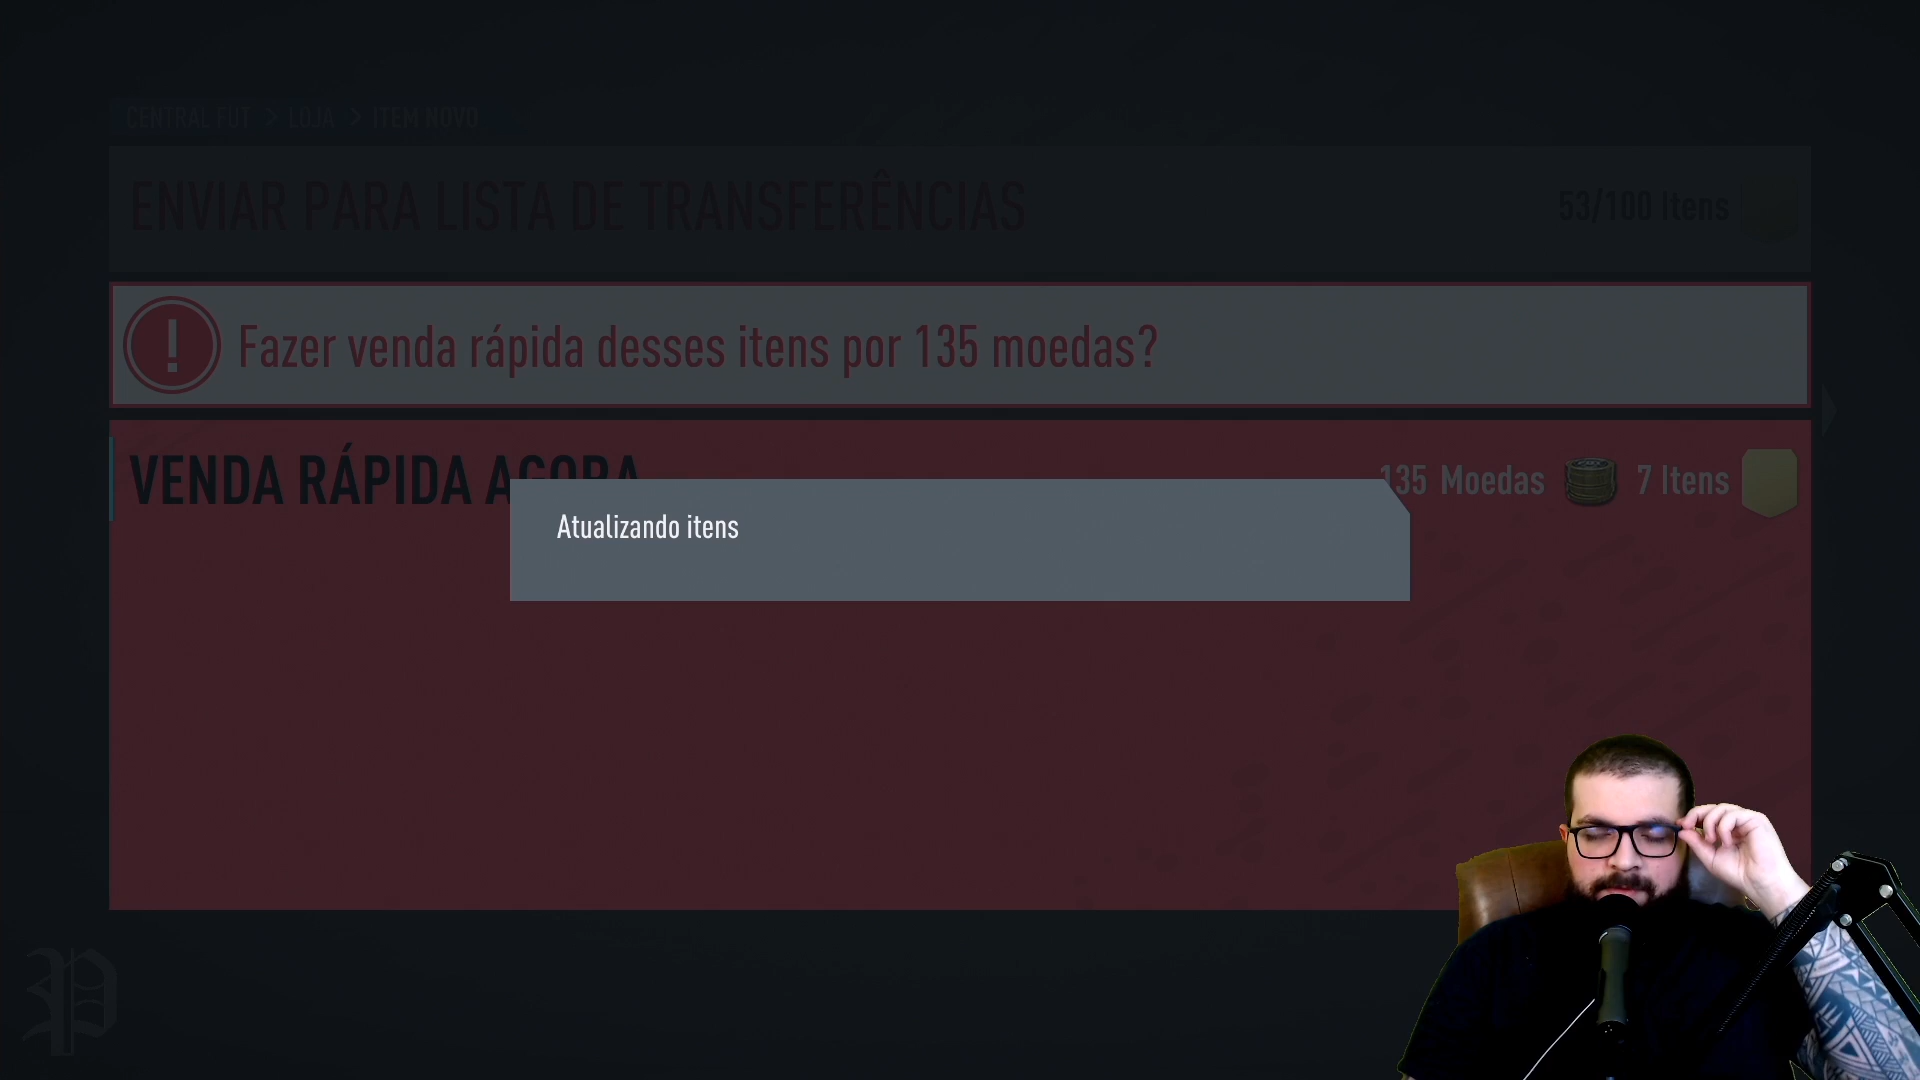 CENTRAL FUT > LOJA > ITEM NOVO
ENVIAR PARA LISTA DE TRANSFERÊNCIAS
53/100 Itens
! Fazer venda rápida desses itens por 135 moedas?
VENDA RÁPIDA AGORA
135 Moedas
7 Itens
Atualizando itens
P